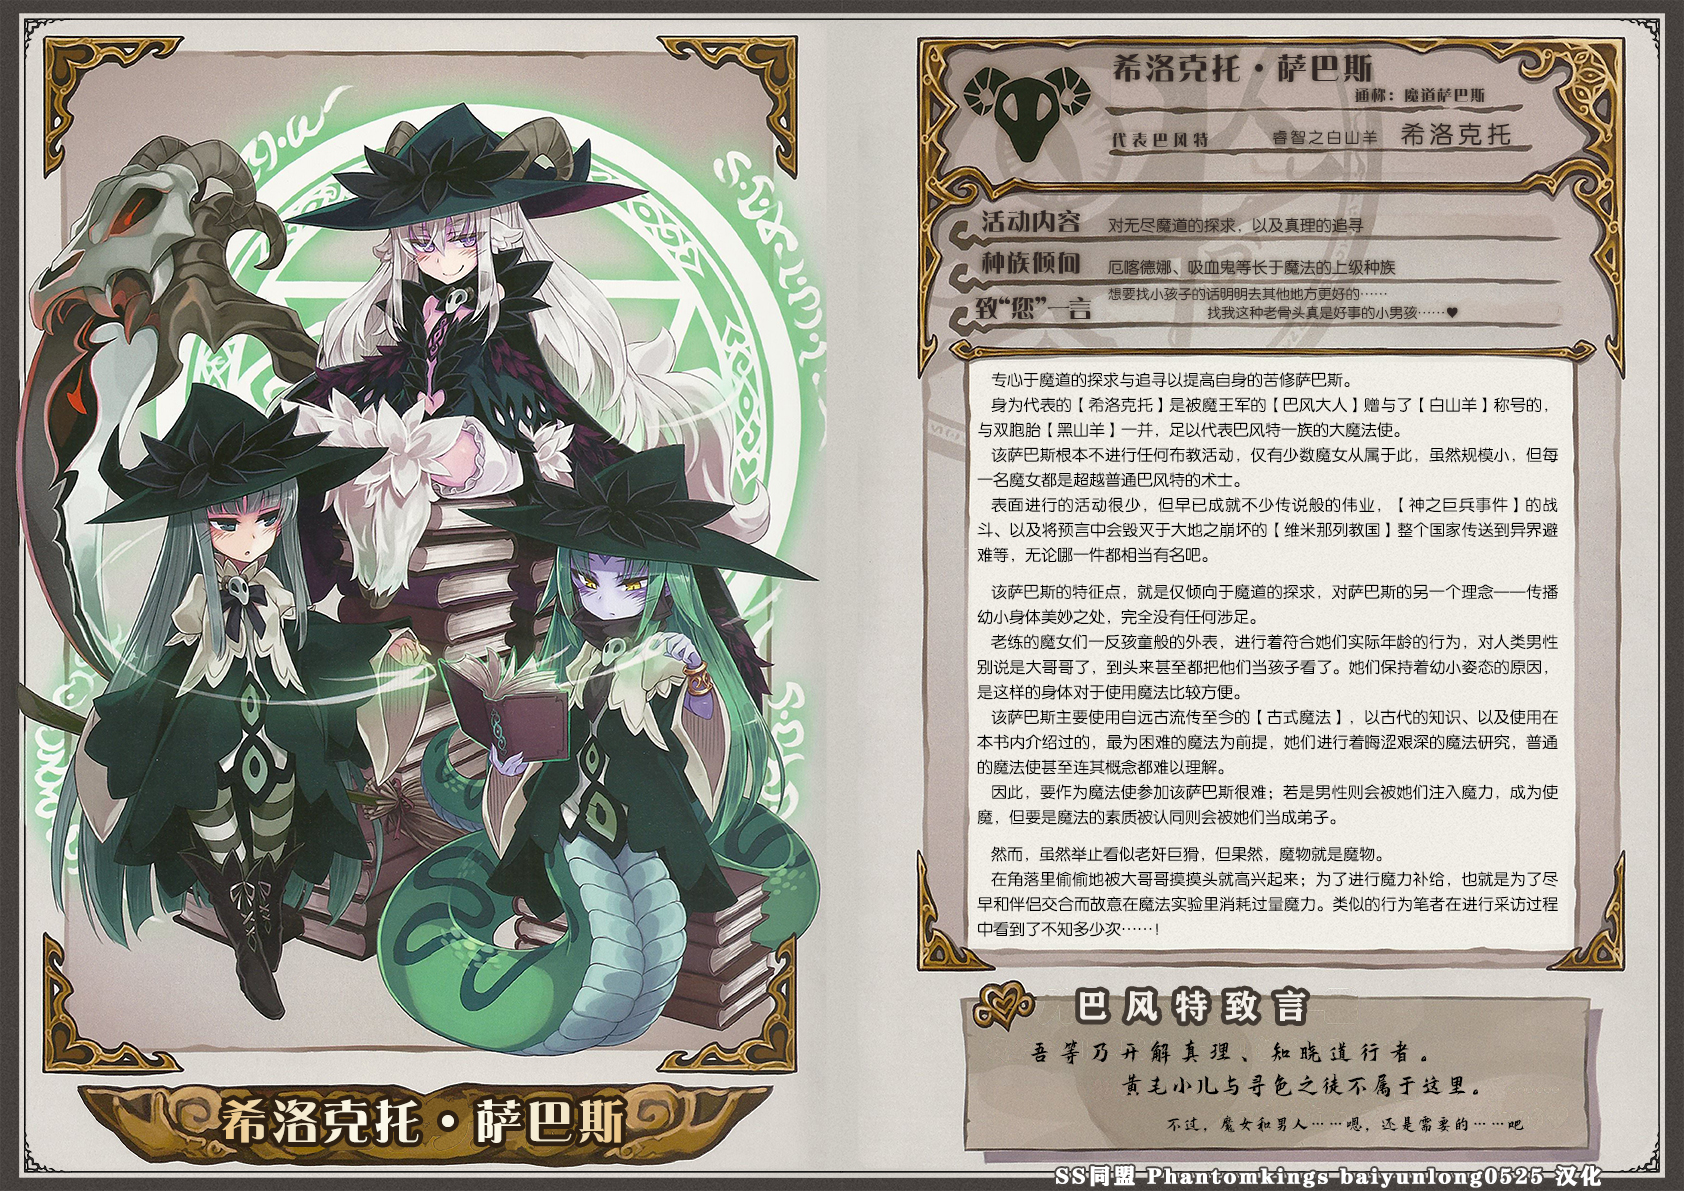 希洛克托・萨巴斯
希洛克托・萨巴斯
通称：魔道萨巴斯
代表巴风特 睿智之白山羊 希洛克托
活动内容 对无尽魔道的探求，以及真理的追寻
种族倾向 厄喀德娜、吸血鬼等长于魔法的上级种族
致“您”一言 想要找小孩子的话明明去其他地方更好的……
找我这种老骨头真是好事的小男孩……♥
专心于魔道的探求与追寻以提高自身的苦修萨巴斯。
身为代表的【希洛克托】是被魔王军的【巴风大人】赠与了【白山羊】称号的，
与双胞胎【黑山羊】一并，足以代表巴风特一族的大魔法使。
该萨巴斯根本不进行任何布教活动，仅有少数魔女从属于此，虽然规模小，但每
一名魔女都是超越普通巴风特的术士。
表面进行的活动很少，但早已成就不少传说般的伟业，【神之巨兵事件】的战
斗、以及将预言中会毁灭于大地之崩坏的【维米那列教国】整个国家传送到异界避
难等，无论哪一件都相当有名吧。
该萨巴斯的特征点，就是仅倾向于魔道的探求，对萨巴斯的另一个理念——传播
幼小身体美妙之处，完全没有任何涉足。
老练的魔女们一反孩童般的外表，进行着符合她们实际年龄的行为，对人类男性
别说是大哥哥了，到头来甚至都把他们当孩子看了。她们保持着幼小姿态的原因，
是这样的身体对于使用魔法比较方便。
该萨巴斯主要使用自远古流传至今的【古式魔法】，以古代的知识、以及使用在
本书内介绍过的，最为困难的魔法为前提，她们进行着晦涩艰深的魔法研究，普通
的魔法使甚至连其概念都难以理解。
因此，要作为魔法使参加该萨巴斯很难；若是男性则会被她们注入魔力，成为使
魔，但要是魔法的素质被认同则会被她们当成弟子。
然而，虽然举止看似老奸巨猾，但果然，魔物就是魔物。
在角落里偷偷地被大哥哥摸摸头就高兴起来；为了进行魔力补给，也就是为了尽
早和伴侣交合而故意在魔法实验里消耗过量魔力。类似的行为笔者在进行采访过程
中看到了不知多少次……！
巴风特致言
吾等乃开解真理、知晓道行者。
黄毛小儿与寻色之徒不属于这里。
不过，魔女和男人……嗯，还是需要的……吧
SS同盟-Phantomkings-baiyunlong0525-汉化